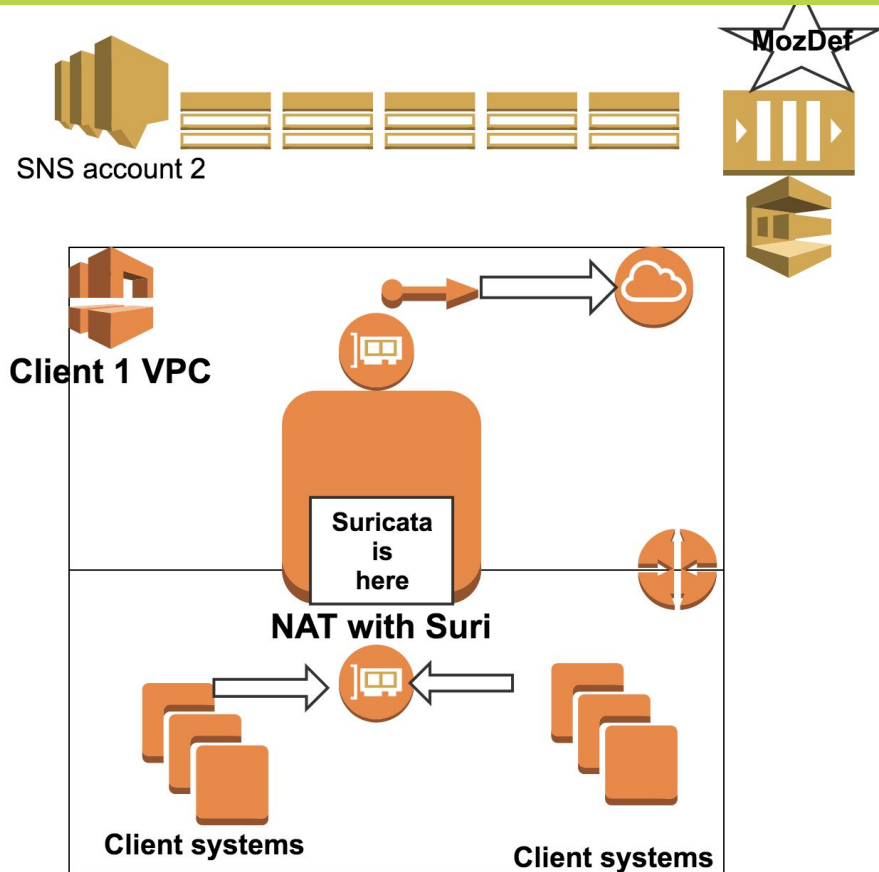 MozDef
SNS account 2
Client 1 VPC
Suricata
is
here
NAT with Suri
Client systems
Client systems